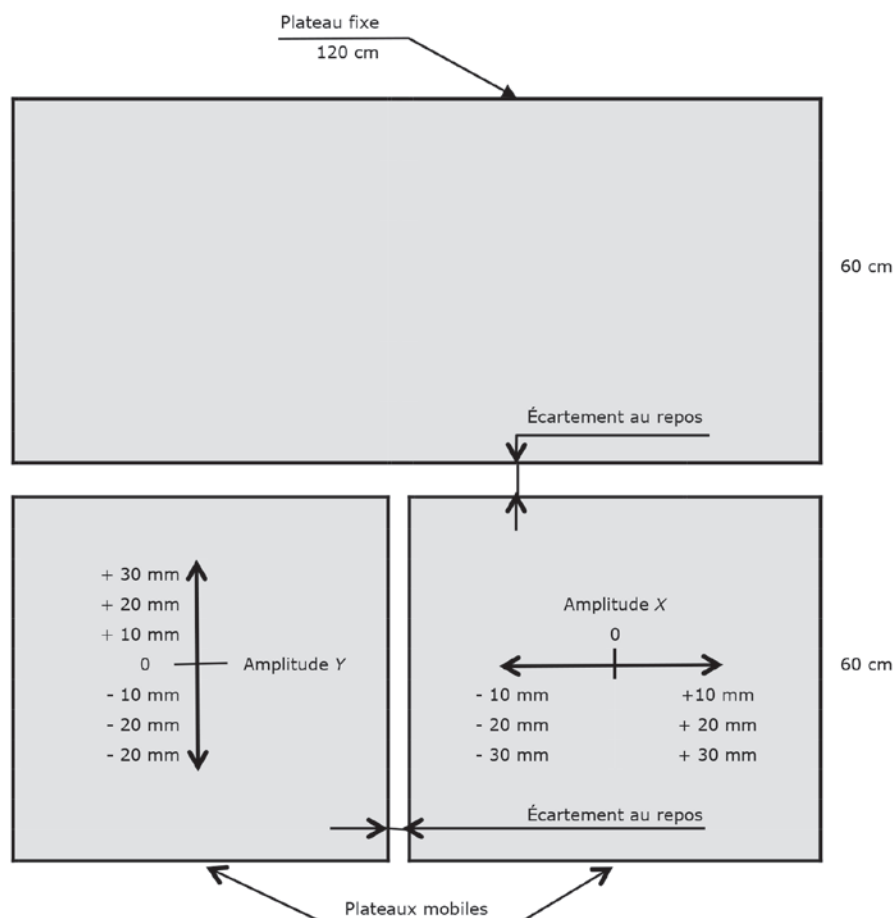 Plateau fixe
120 cm
60 cm
Écartement au repos
+ 30 mm
+ 20 mm
+ 10 mm
0 Amplitude Y
- 10 mm
- 20 mm
- 20 mm
Amplitude X
0
- 10 mm +10 mm
- 20 mm + 20 mm
- 30 mm + 30 mm
60 cm
Écartement au repos
Plateaux mobiles